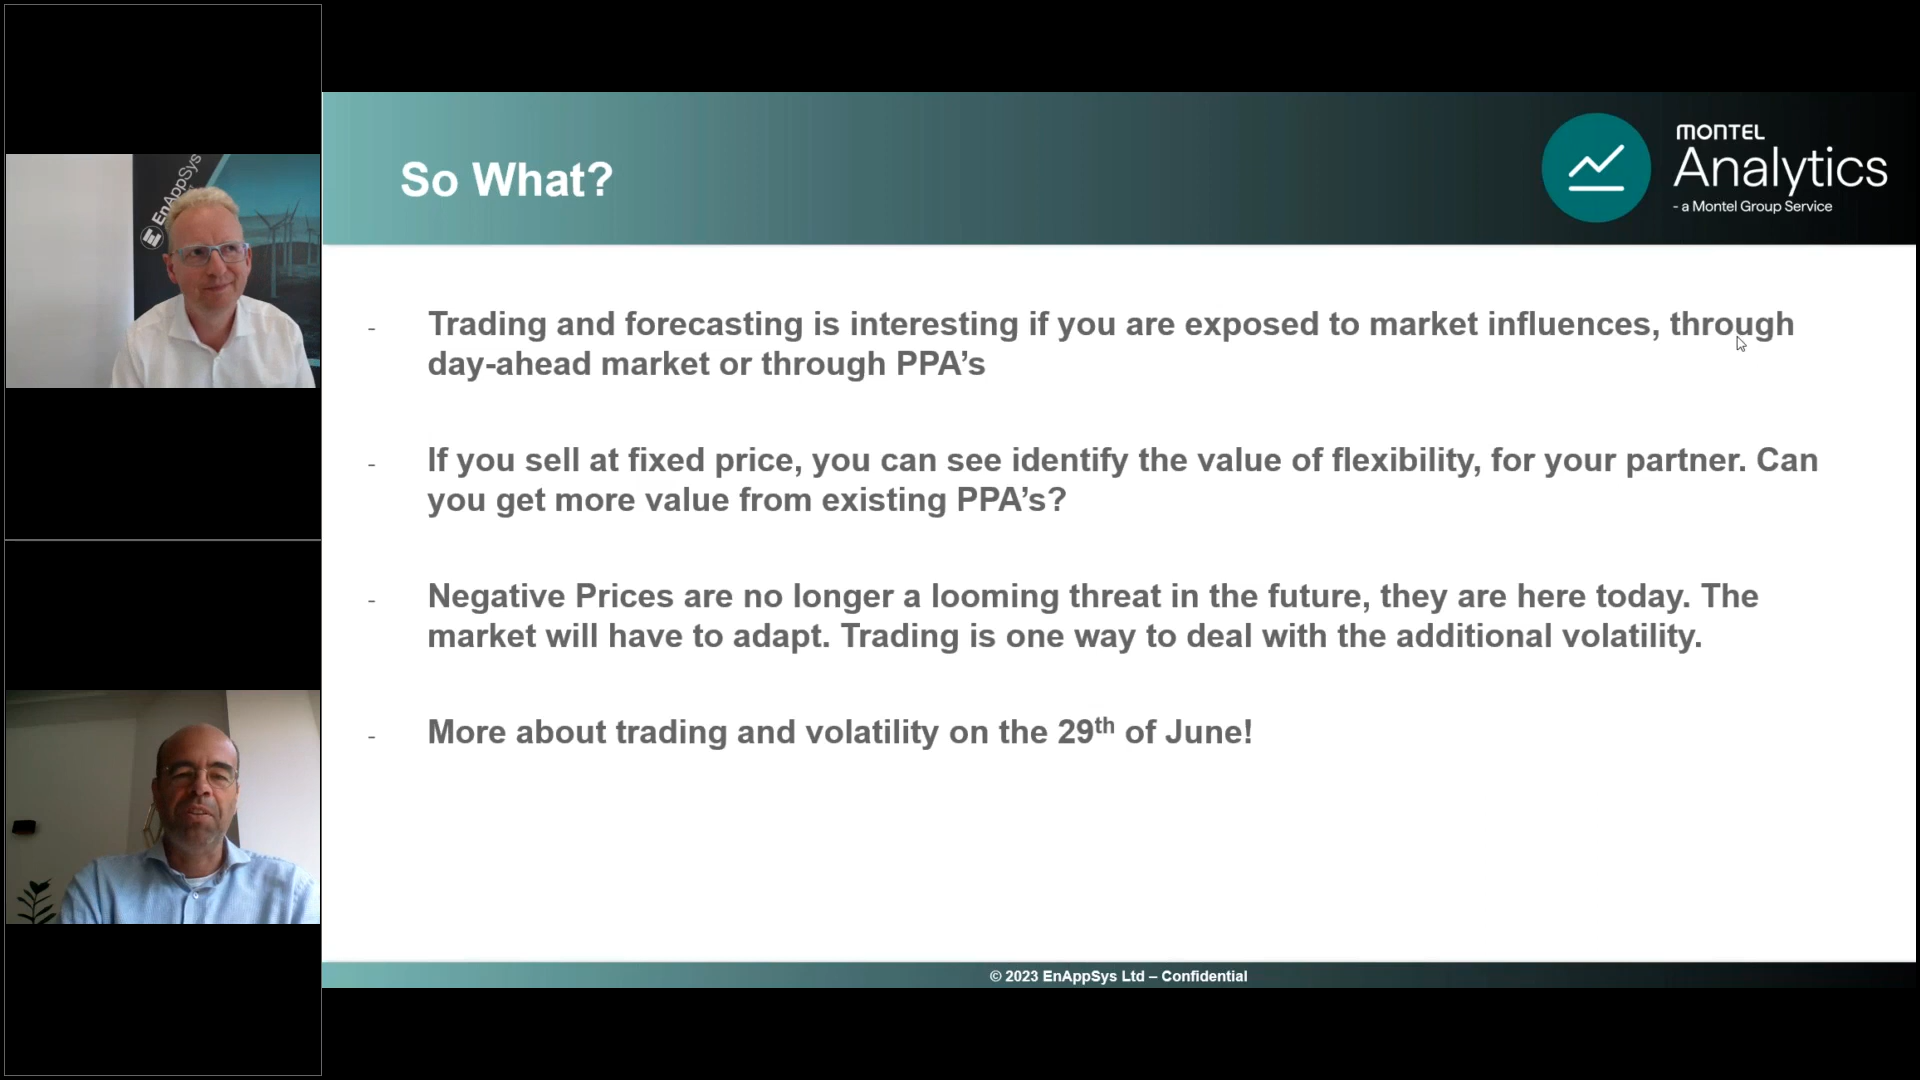 EnAppSys
So What?
MONTEL
Analytics
- a Montel Group Service
- Trading and forecasting is interesting if you are exposed to market influences, through
day-ahead market or through PPA’s
- If you sell at fixed price, you can see identify the value of flexibility, for your partner. Can
you get more value from existing PPA’s?
- Negative Prices are no longer a looming threat in the future, they are here today. The
market will have to adapt. Trading is one way to deal with the additional volatility.
- More about trading and volatility on the 29th of June!
© 2023 EnAppSys Ltd – Confidential